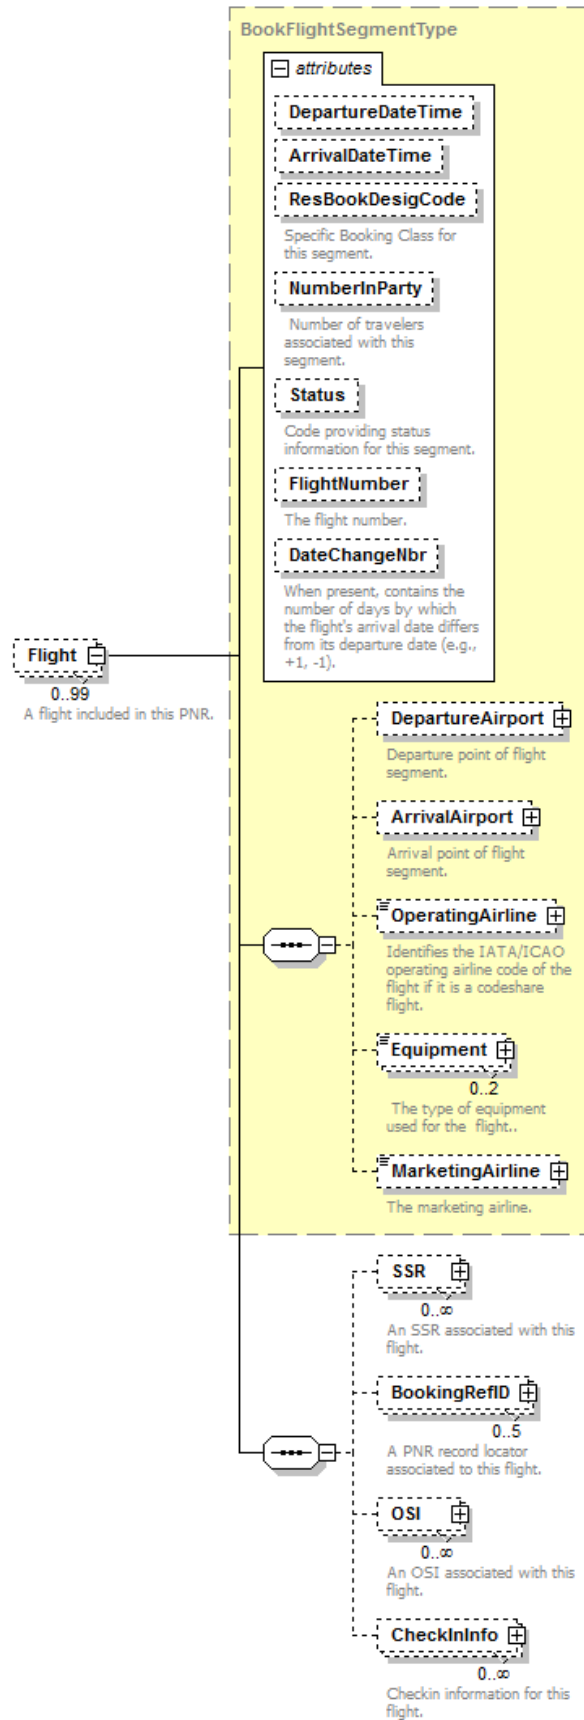 BookFlightSegmentType
attributes
DepartureDateTime
ArrivalDateTime
ResBookDesigCode
Specific Booking Class for
this segment.
NumberInParty
Number of travelers
associated with this
segment.
Status
Code providing status
information for this segment.
FlightNumber
The flight number.
DateChangeNbr
When present, contains the
number of days by which
the flight's arrival date differs
from its departure date (e.g.,
+1, -1).
Flight
0..99
A flight included in this PNR.
DepartureAirport
Departure point of flight
segment.
ArrivalAirport
Arrival point of flight
segment.
OperatingAirline
Identifies the IATA/ICAO
operating airline code of the
flight if it is a codeshare
flight.
Equipment
0..2
The type of equipment
used for the flight..
MarketingAirline
The marketing airline.
SSR
0..∞
An SSR associated with this
flight.
BookingRefID
0..5
A PNR record locator
associated to this flight.
OSI
0..∞
An OSI associated with this
flight.
CheckInInfo
0..∞
Checkin information for this
flight.